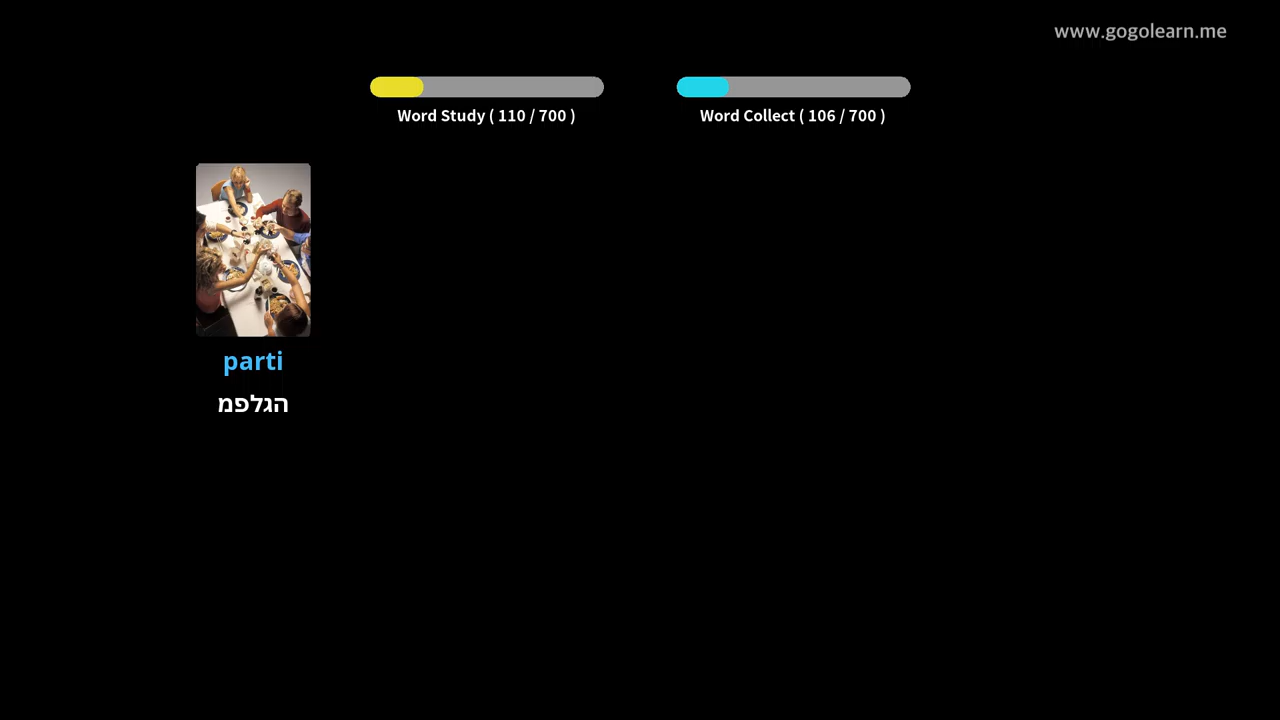 www.gogolearn.me
Word Study ( 110 / 700 )
Word Collect ( 106 / 700 )
parti
הגלפמ